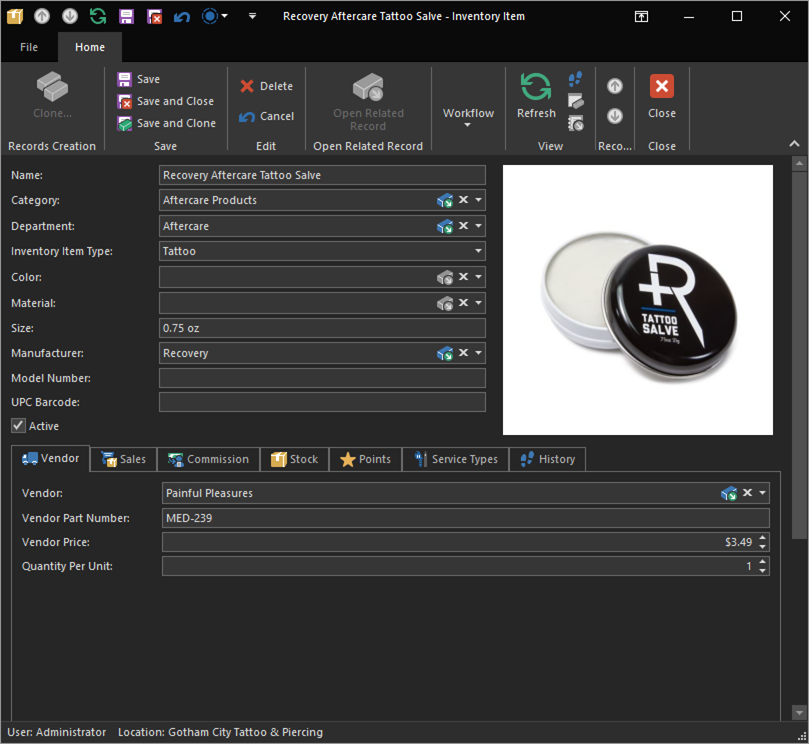 Recovery Aftercare Tattoo Salve - Inventory Item
File Home
Clone...
Records Creation
Save
Save and Close
Save and Clone
Save
Delete
Cancel
Edit
Open Related
Record
Open Related Record
Workflow
Refresh
View
Reco...
Close
Close
Name: Recovery Aftercare Tattoo Salve
Category: Aftercare Products
Department: Aftercare
Inventory Item Type: Tattoo
Color:
Material:
Size: 0.75 oz
Manufacturer: Recovery
Model Number:
UPC Barcode:
Active
R
TATTOO
SALVE
Vendor Sales Commission Stock Points Service Types History
Vendor: Painful Pleasures
Vendor Part Number: MED-239
Vendor Price: $3.49
Quantity Per Unit: 1
User: Administrator Location: Gotham City Tattoo & Piercing